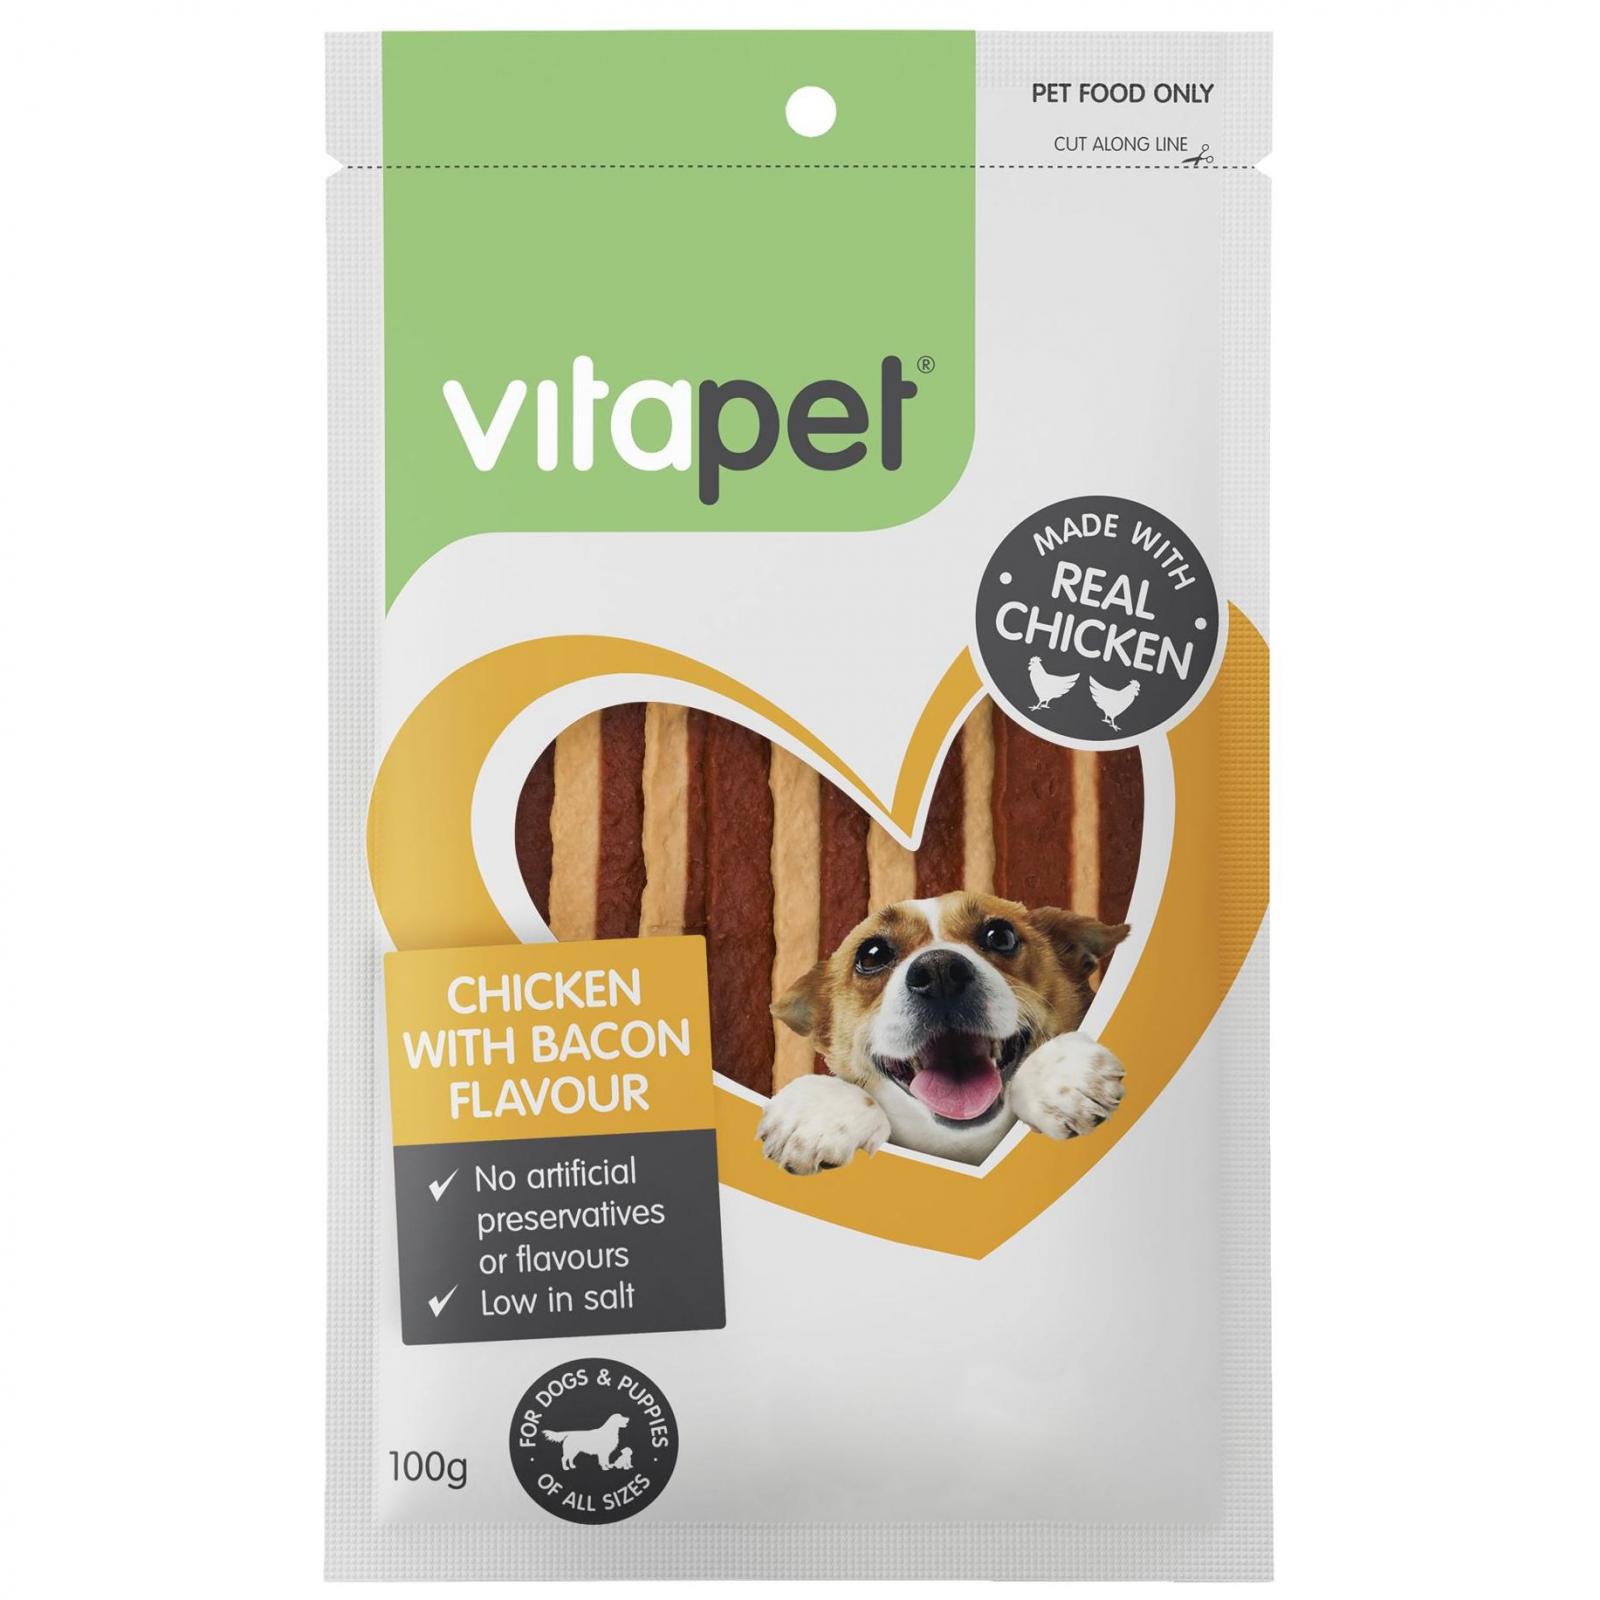 PET FOOD ONLY
CUT ALONG LINE
vitapet®
MADE WITH
REAL
CHICKEN
CHICKEN
WITH BACON
FLAVOUR
No artificial
preservatives
or flavours
Low in salt
FOR DOGS & PUPPIES
OF ALL SIZES
100g